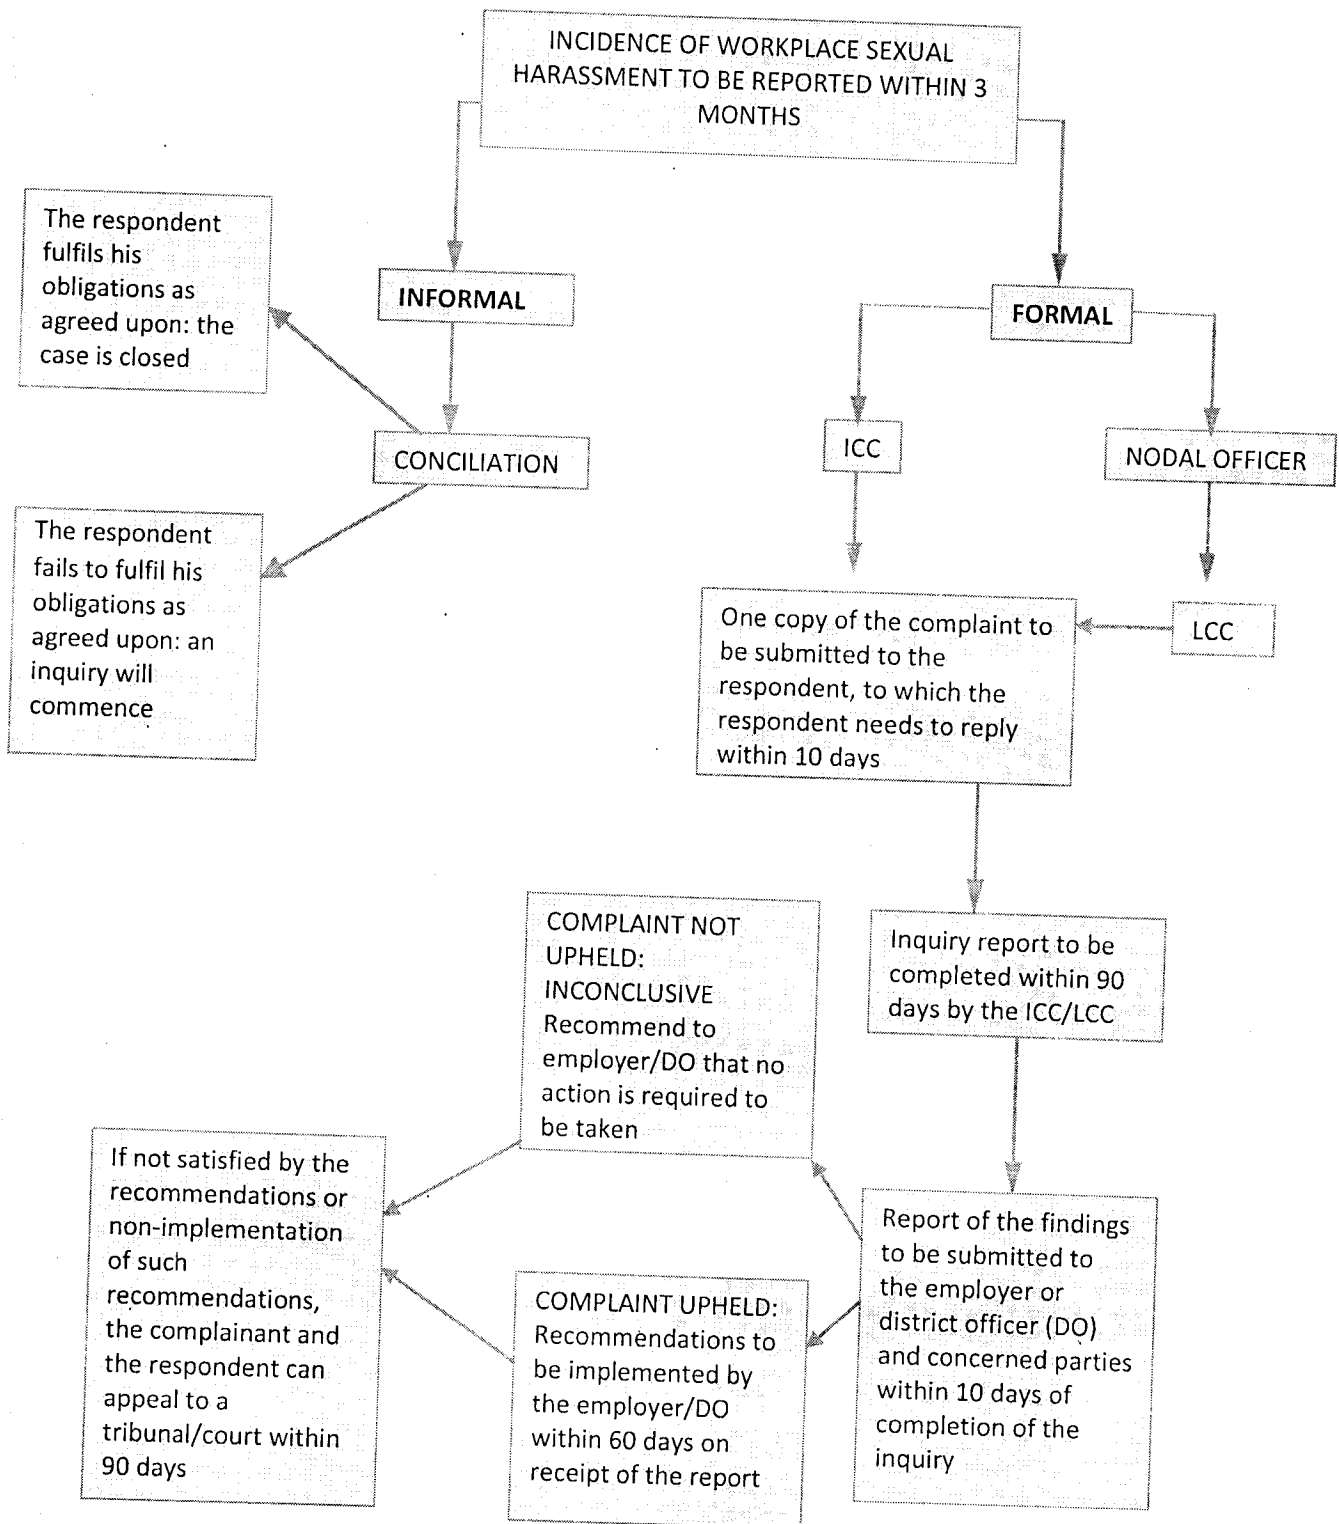 INCIDENCE OF WORKPLACE SEXUAL
HARASSMENT TO BE REPORTED WITHIN 3
MONTHS
The respondent
fulfils his
obligations as
agreed upon: the
case is closed
INFORMAL
FORMAL
CONCILIATION
ICC
NODAL OFFICER
The respondent
fails to fulfil his
obligations as
agreed upon: an
inquiry will
commence
One copy of the complaint to
be submitted to the
respondent, to which the
respondent needs to reply
within 10 days
LCC
COMPLAINT NOT
UPHELD:
INCONCLUSIVE
Recommend to
employer/DO that no
action is required to
be taken
Inquiry report to be
completed within 90
days by the ICC/LCC
If not satisfied by the
recommendations or
non-implementation
of such
recommendations,
the complainant and
the respondent can
appeal to a
tribunal/court within
90 days
COMPLAINT UPHELD:
Recommendations to
be implemented by
the employer/DO
within 60 days on
receipt of the report
Report of the findings
to be submitted to
the employer or
district officer (DO)
and concerned parties
within 10 days of
completion of the
inquiry